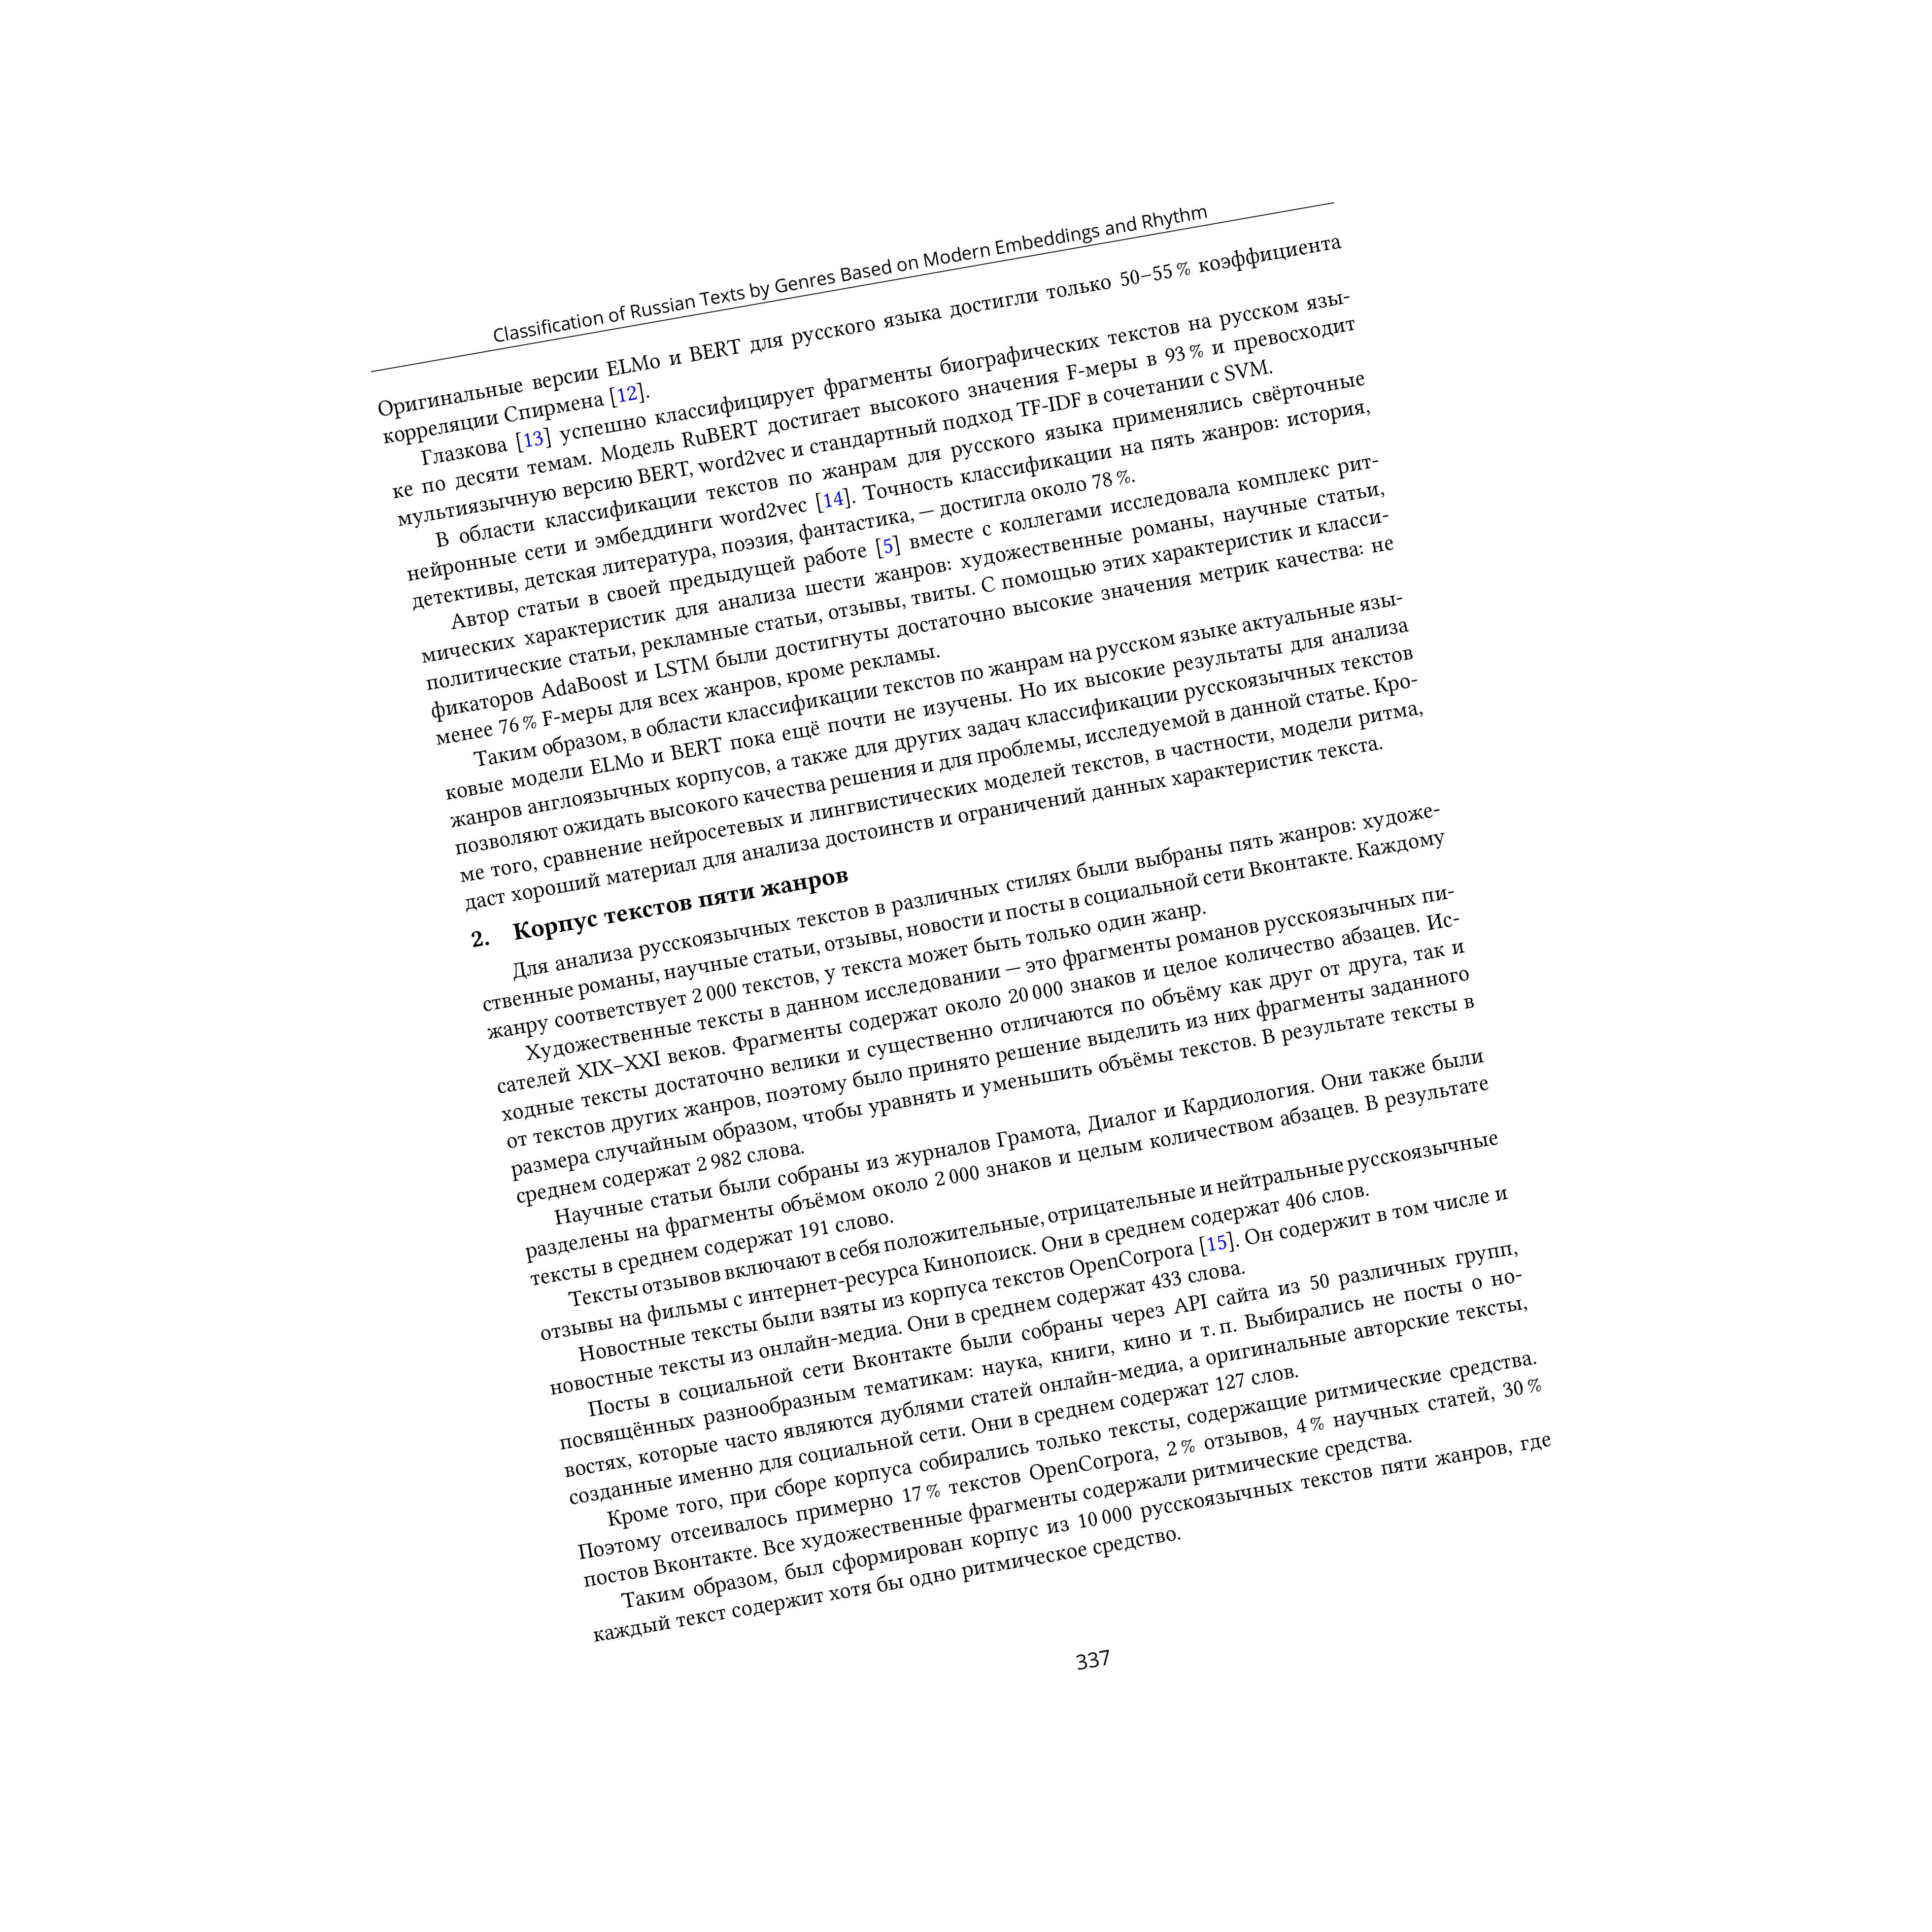 Classification of Russian Texts by Genres Based on Modern Embeddings and Rhythm
Оригинальные версии ELMo и BERT для русского языка достигли только 50–55 % коэффициента
корреляции Спирмена [12].
Глазкова [13] успешно классифицирует фрагменты биографических текстов на русском язы-
ке по десяти темам. Модель RuBERT достигает высокого значения F-меры в 93 % и превосходит
мультиязычную версию BERT, word2vec и стандартный подход TF-IDF в сочетании с SVM.
В области классификации текстов по жанрам для русского языка применялись свёрточные
нейронные сети и эмбеддинги word2vec [14]. Точность классификации на пять жанров: история,
детективы, детская литература, поэзия, фантастика, — достигла около 78 %.
Автор статьи в своей предыдущей работе [5] вместе с коллегами исследовала комплекс рит-
мических характеристик для анализа шести жанров: художественные романы, научные статьи,
политические статьи, рекламные статьи, отзывы, твиты. С помощью этих характеристик и класси-
фикаторов AdaBoost и LSTM были достигнуты достаточно высокие значения метрик качества: не
менее 76 % F-меры для всех жанров, кроме рекламы.
Таким образом, в области классификации текстов по жанрам на русском языке актуальные язы-
ковые модели ELMo и BERT пока ещё почти не изучены. Но их высокие результаты для анализа
жанров англоязычных корпусов, а также для других задач классификации русскоязычных текстов
позволяют ожидать высокого качества решения и для проблемы, исследуемой в данной статье. Кро-
ме того, сравнение нейросетевых и лингвистических моделей текстов, в частности, модели ритма,
даст хороший материал для анализа достоинств и ограничений данных характеристик текста.
2. Корпус текстов пяти жанров
Для анализа русскоязычных текстов в различных стилях были выбраны пять жанров: художе-
ственные романы, научные статьи, отзывы, новости и посты в социальной сети Вконтакте. Каждому
жанру соответствует 2 000 текстов, у текста может быть только один жанр.
Художественные тексты в данном исследовании — это фрагменты романов русскоязычных пи-
сателей XIX–XXI веков. Фрагменты содержат около 20 000 знаков и целое количество абзацев. Ис-
ходные тексты достаточно велики и существенно отличаются по объёму как друг от друга, так и
от текстов других жанров, поэтому было принято решение выделить из них фрагменты заданного
размера случайным образом, чтобы уравнять и уменьшить объёмы текстов. В результате тексты в
среднем содержат 2 982 слова.
Научные статьи были собраны из журналов Грамота, Диалог и Кардиология. Они также были
разделены на фрагменты объёмом около 2 000 знаков и целым количеством абзацев. В результате
тексты в среднем содержат 191 слово.
Тексты отзывов включают в себя положительные, отрицательные и нейтральные русскоязычные
отзывы на фильмы с интернет-ресурса Кинопоиск. Они в среднем содержат 406 слов.
Новостные тексты были взяты из корпуса текстов OpenCorpora [15]. Он содержит в том числе и
новостные тексты из онлайн-медиа. Они в среднем содержат 433 слова.
Посты в социальной сети Вконтакте были собраны через API сайта из 50 различных групп,
посвящённых разнообразным тематикам: наука, книги, кино и т. п. Выбирались не посты о но-
востях, которые часто являются дублями статей онлайн-медиа, а оригинальные авторские тексты,
созданные именно для социальной сети. Они в среднем содержат 127 слов.
Кроме того, при сборе корпуса собирались только тексты, содержащие ритмические средства.
Поэтому отсеивалось примерно 17 % текстов OpenCorpora, 2 % отзывов, 4 % научных статей, 30 %
постов Вконтакте. Все художественные фрагменты содержали ритмические средства.
Таким образом, был сформирован корпус из 10 000 русскоязычных текстов пяти жанров, где
каждый текст содержит хотя бы одно ритмическое средство.
337